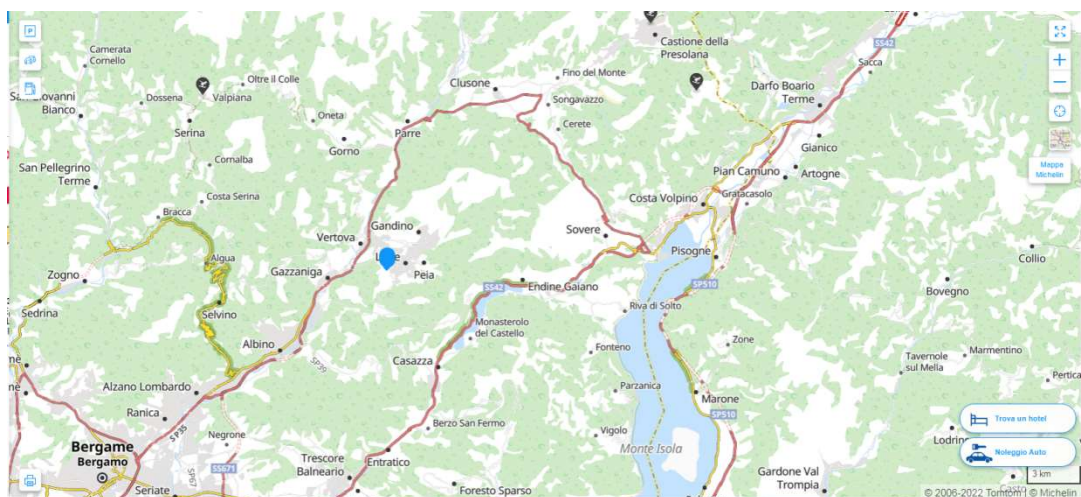 Castione della
Presolana
SS42
Sacca
Camerata
Cornello
Oltre il Colle
Clusone
Fino del Monte
Darfo Boario
Terme
Bianco
Dossena
Valpiana
Songavazzo
Serina
Oneta
Parre
Cerete
Gorno
Gianico
Mappa
Michelin
San Pellegrino
Terme
Cornalba
Pian Camuno
Artogne
Costa Serina
Costa Volpino
Gratacasolo
Bracca
Gandino
Sovere
Vertova
Pisogne
Collio
Algua
Peia
Zogno
Gazzaniga
SS42
Endine Gaiano
SP510
Bovegno
Sedrina
Selvino
Riva di Solto
Monasterolo
del Castello
Albino
SP39
Fonteno
Zone
Marmentino
Casazza
Tavernole
sul Mella
Alzano Lombardo
Parzanica
Marone
Pertica
Ranica
SP35
SP510
Trova un hotel
Negrone
Berzo San Fermo
Vigolo
Bergame
Bergamo
Monte Isola
Noleggio Auto
Entratico
SP67
SS671
Trescore
Balneario
Gardone Val
Trompia
3 km
Seriate
Foresto Sparso
© 2006-2022 Tomtom | © Michelin